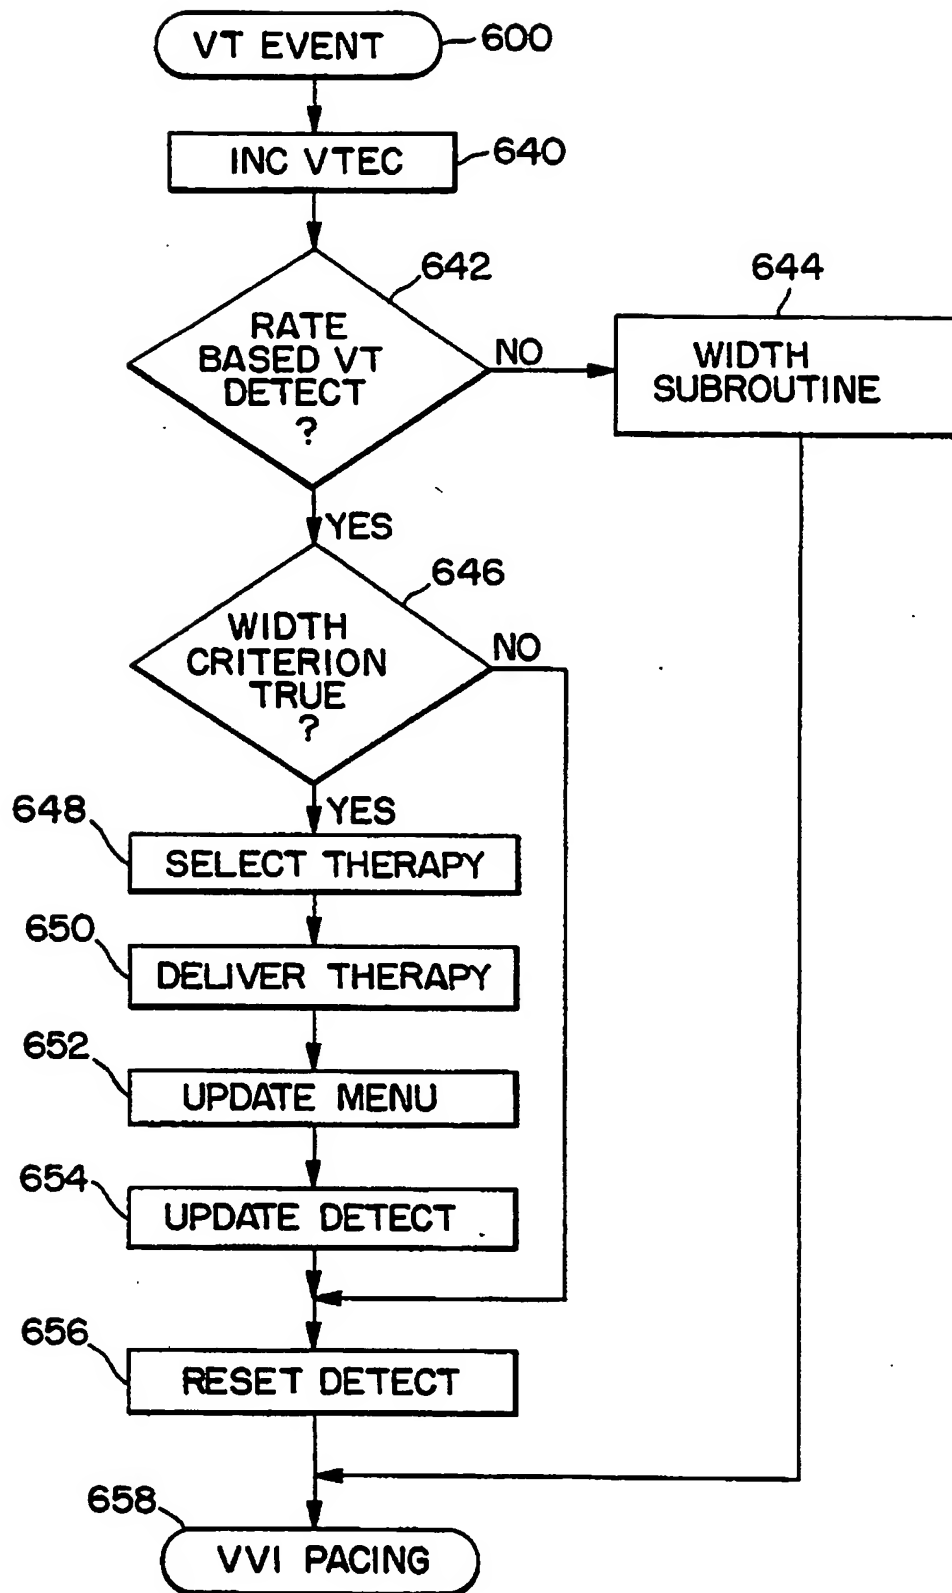 VT EVENT
600
INC VTEC
640
642
RATE
BASED VT
DETECT
?
NO
644
WIDTH
SUBROUTINE
YES
646
WIDTH
CRITERION
TRUE
?
NO
YES
648
SELECT THERAPY
650
DELIVER THERAPY
652
UPDATE MENU
654
UPDATE DETECT
656
RESET DETECT
658
VVI PACING